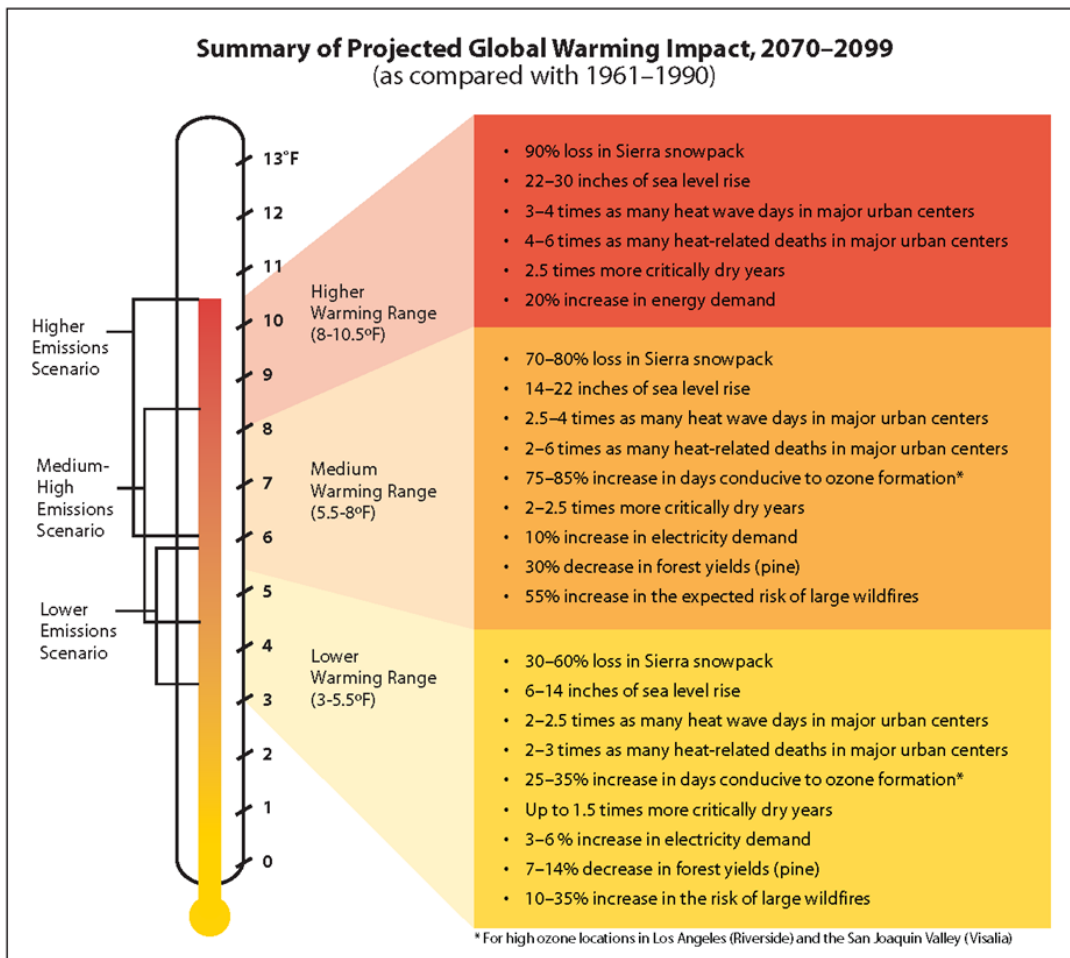 Summary of Projected Global Warming Impact, 2070–2099
(as compared with 1961–1990)
13°F
12
11
10
9
8
7
6
5
4
3
2
1
0
Higher
Emissions
Scenario
Medium-
High
Emissions
Scenario
Lower
Emissions
Scenario
Higher
Warming Range
(8-10.5ºF)
Medium
Warming Range
(5.5-8ºF)
Lower
Warming Range
(3-5.5ºF)
• 90% loss in Sierra snowpack
• 22–30 inches of sea level rise
• 3–4 times as many heat wave days in major urban centers
• 4–6 times as many heat-related deaths in major urban centers
• 2.5 times more critically dry years
• 20% increase in energy demand
• 70–80% loss in Sierra snowpack
• 14–22 inches of sea level rise
• 2.5–4 times as many heat wave days in major urban centers
• 2–6 times as many heat-related deaths in major urban centers
• 75–85% increase in days conducive to ozone formation*
• 2–2.5 times more critically dry years
• 10% increase in electricity demand
• 30% decrease in forest yields (pine)
• 55% increase in the expected risk of large wildfires
• 30–60% loss in Sierra snowpack
• 6–14 inches of sea level rise
• 2–2.5 times as many heat wave days in major urban centers
• 2–3 times as many heat-related deaths in major urban centers
• 25–35% increase in days conducive to ozone formation*
• Up to 1.5 times more critically dry years
• 3–6 % increase in electricity demand
• 7–14% decrease in forest yields (pine)
• 10–35% increase in the risk of large wildfires
* For high ozone locations in Los Angeles (Riverside) and the San Joaquin Valley (Visalia)